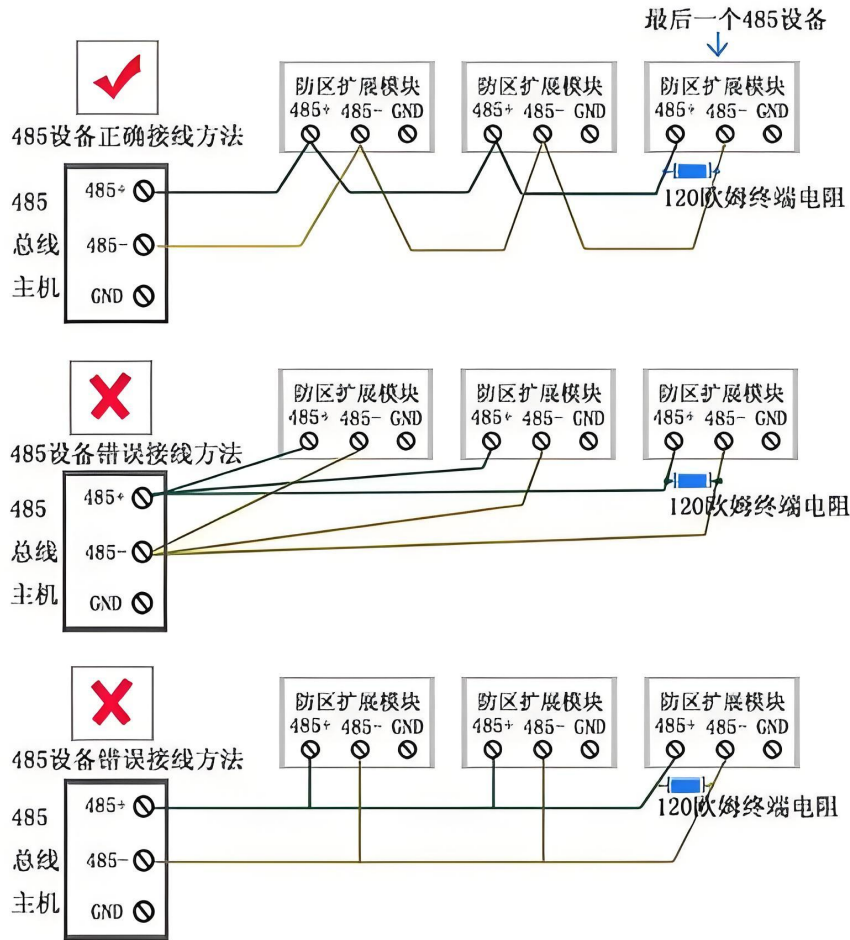 最后一个485设备
防区扩展模块 防区扩展模块 防区扩展模块
485+ 485- GND 485+ 485- GND 485+ 485- GND
485设备正确接线方法
485+
485
120欧姆终端电阻
总线
485-
主机
GND
防区扩展模块 防区扩展模块 防区扩展模块
485+ 485- GND 485+ 485- GND 485+ 485- GND
485设备错误接线方法
485+
485
120欧姆终端电阻
总线
485-
主机
GND
防区扩展模块 防区扩展模块 防区扩展模块
485+ 485- GND 485+ 485- GND 485+ 485- GND
485设备错误接线方法
485+
485
120欧姆终端电阻
总线
485-
主机
GND